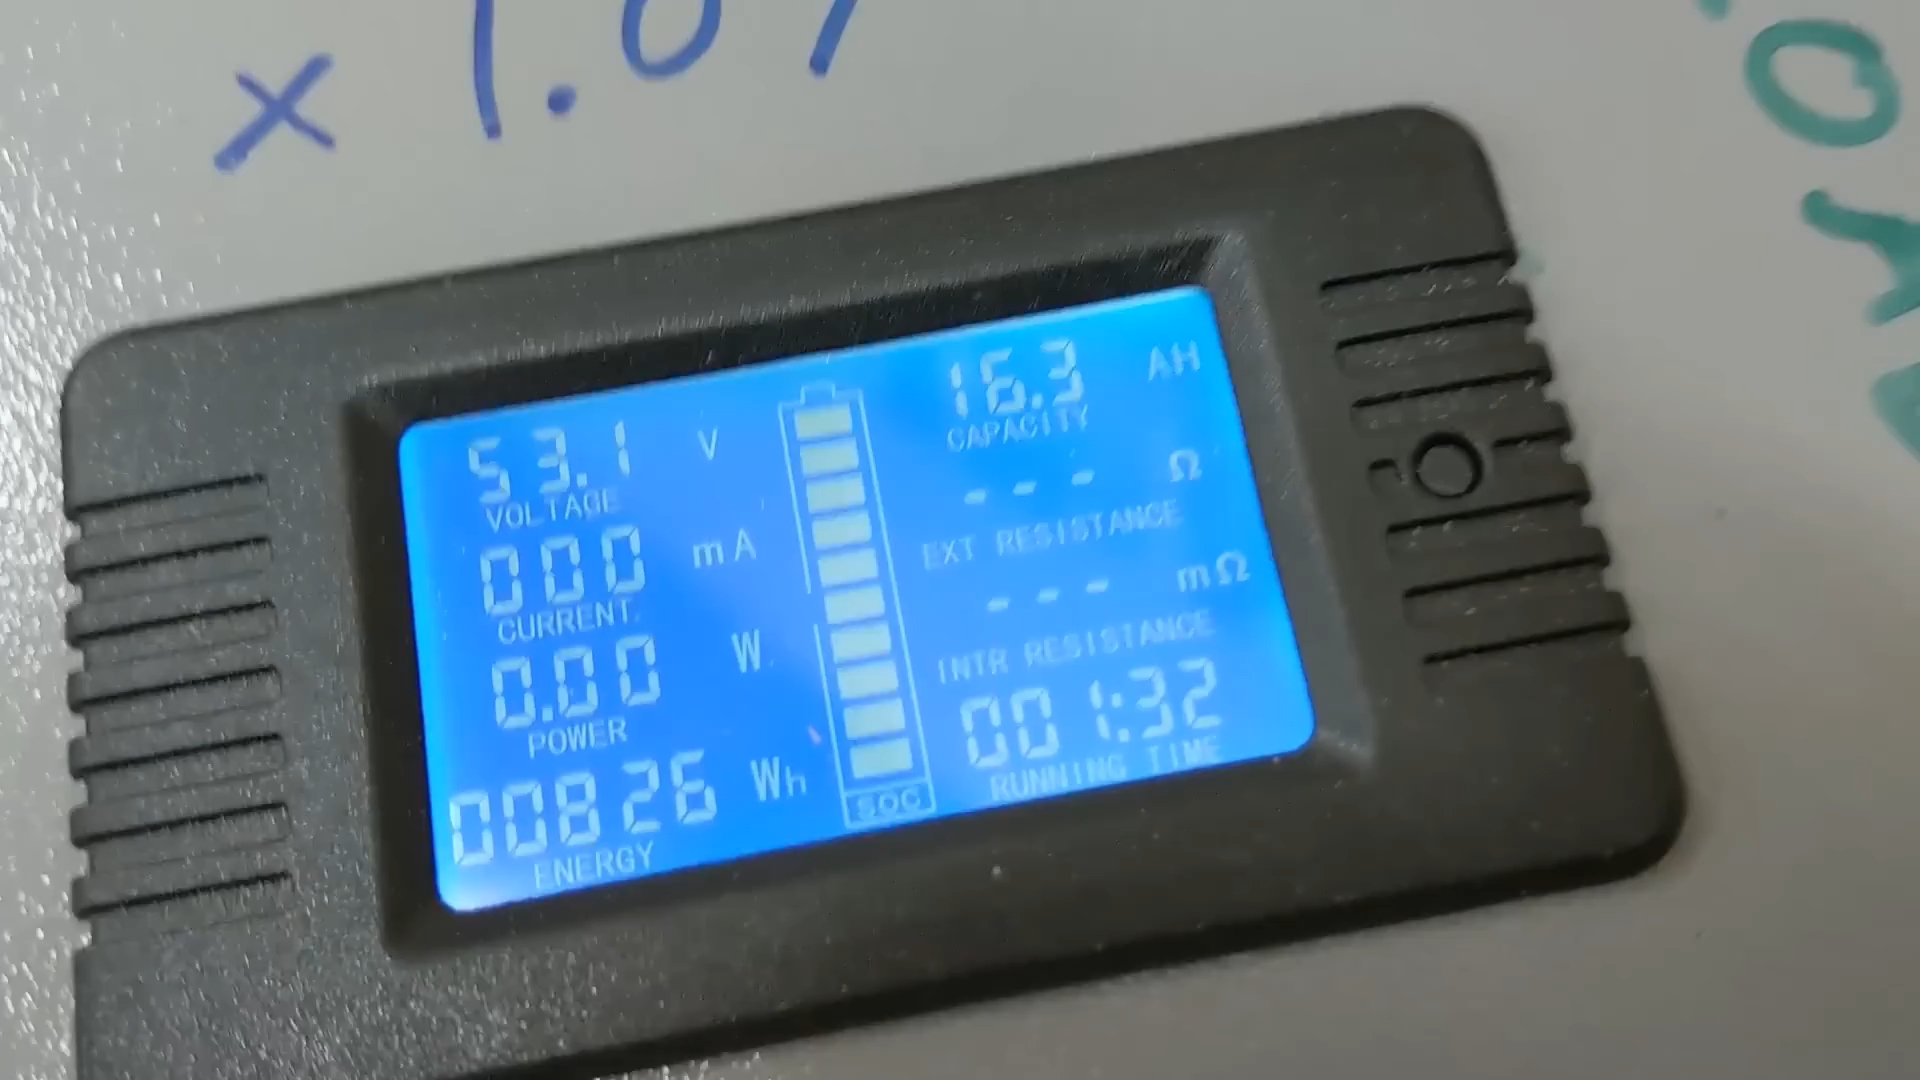 × 1.0
53.1 V
VOLTAGE
000 mA
CURRENT
0.00 W
POWER
00826 Wh
ENERGY
SOC
16.3 AH
CAPACITY
--- Ω
EXT RESISTANCE
--- mΩ
INTR RESISTANCE
001:32
RUNNING TIME